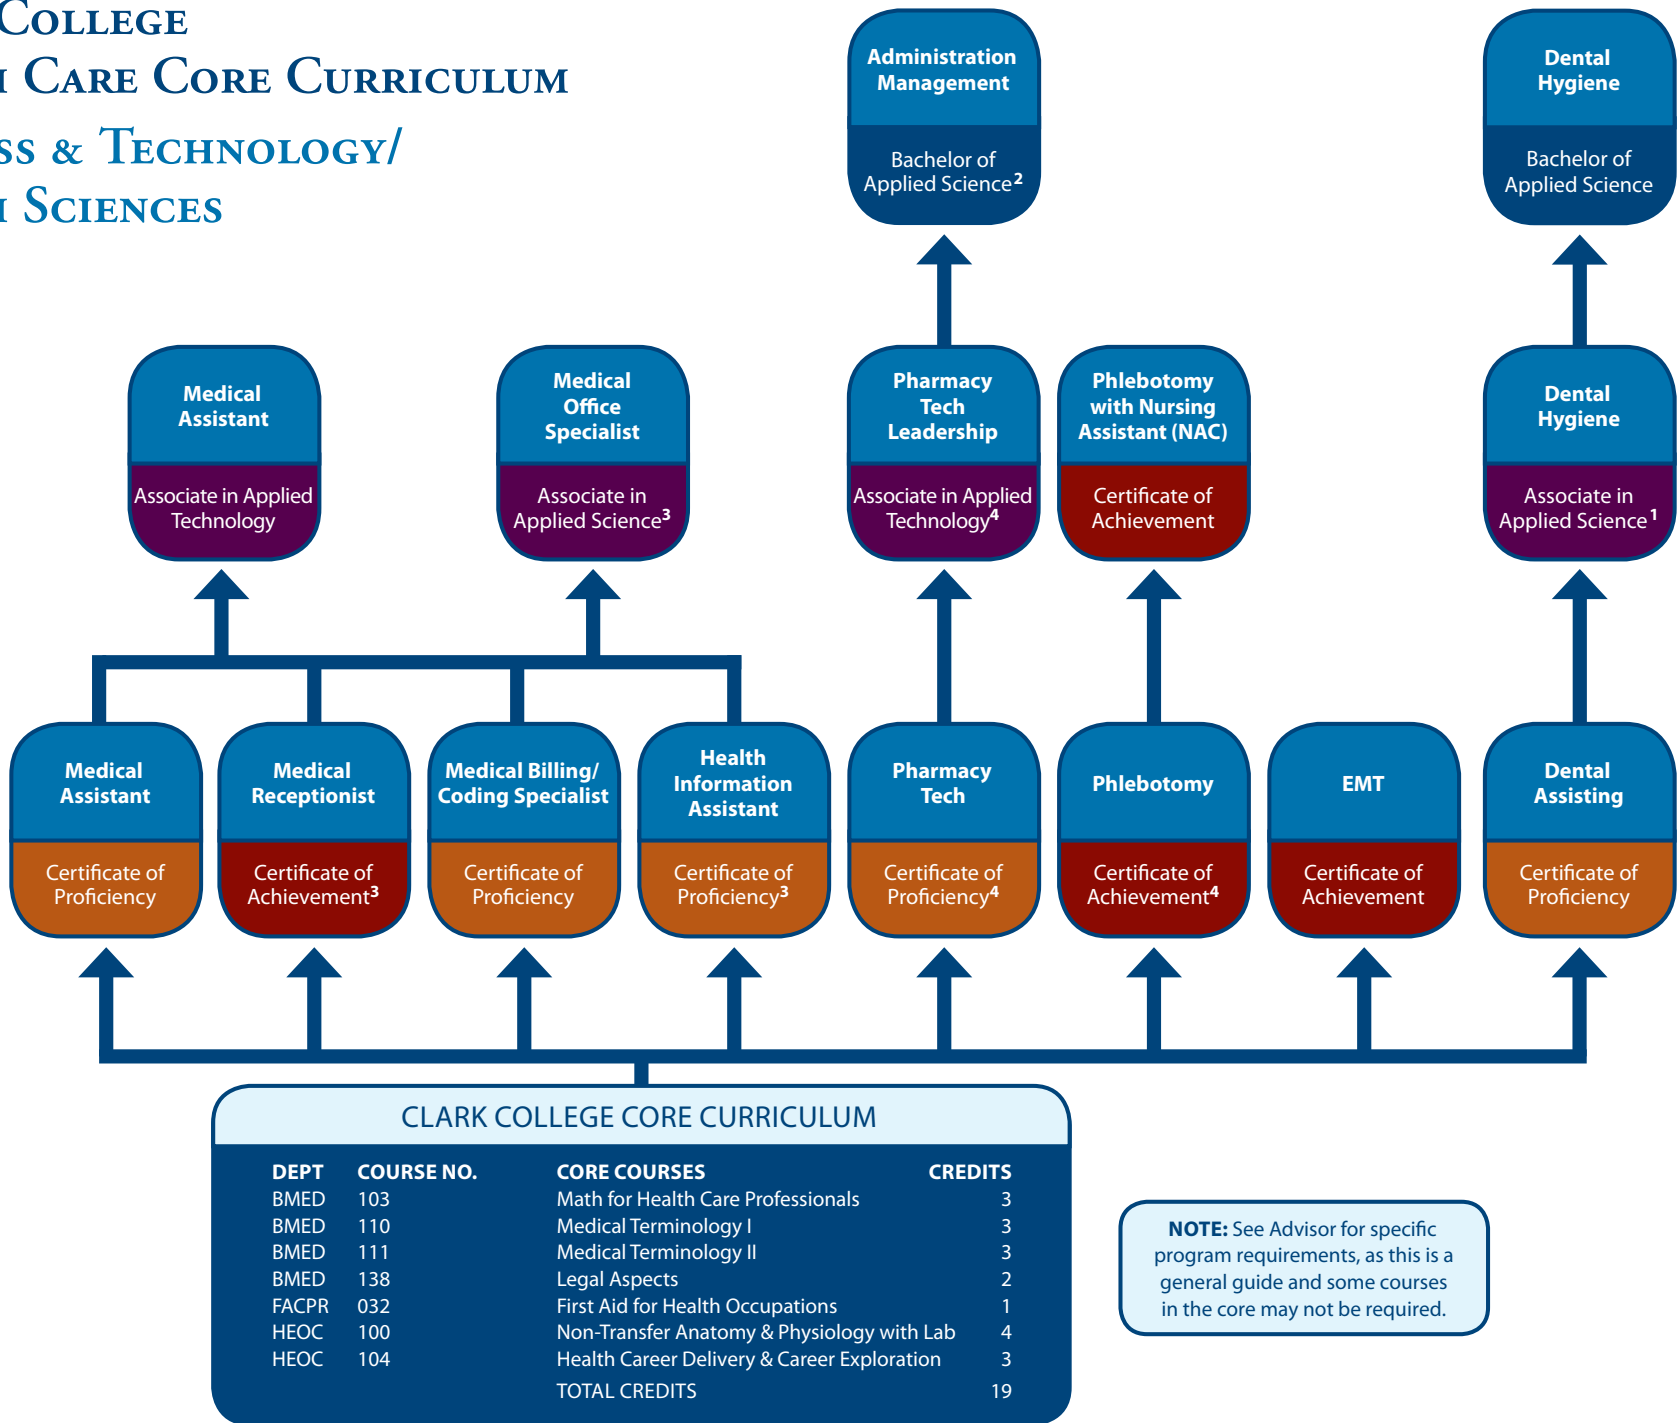 COLLEGE
CARE CORE CURRICULUM
SS & TECHNOLOGY/
SCIENCES
Administration
Management
Bachelor of
Applied Science2
Dental
Hygiene
Bachelor of
Applied Science
Medical
Assistant
Associate in Applied
Technology
Medical
Office
Specialist
Associate in
Applied Science3
Pharmacy
Tech
Leadership
Associate in Applied
Technology4
Phlebotomy
with Nursing
Assistant (NAC)
Certificate of
Achievement
Dental
Hygiene
Associate in
Applied Science1
Medical
Assistant
Certificate of
Proficiency
Medical
Receptionist
Certificate of
Achievement3
Medical Billing/
Coding Specialist
Certificate of
Proficiency
Health
Information
Assistant
Certificate of
Proficiency3
Pharmacy
Tech
Certificate of
Proficiency4
Phlebotomy
Certificate of
Achievement4
EMT
Certificate of
Achievement
Dental
Assisting
Certificate of
Proficiency
CLARK COLLEGE CORE CURRICULUM
DEPT COURSE NO. CORE COURSES CREDITS
BMED 103 Math for Health Care Professionals 3
BMED 110 Medical Terminology I 3
BMED 111 Medical Terminology II 3
BMED 138 Legal Aspects 2
FACPR 032 First Aid for Health Occupations 1
HEOC 100 Non-Transfer Anatomy & Physiology with Lab 4
HEOC 104 Health Career Delivery & Career Exploration 3
TOTAL CREDITS 19
NOTE: See Advisor for specific
program requirements, as this is a
general guide and some courses
in the core may not be required.